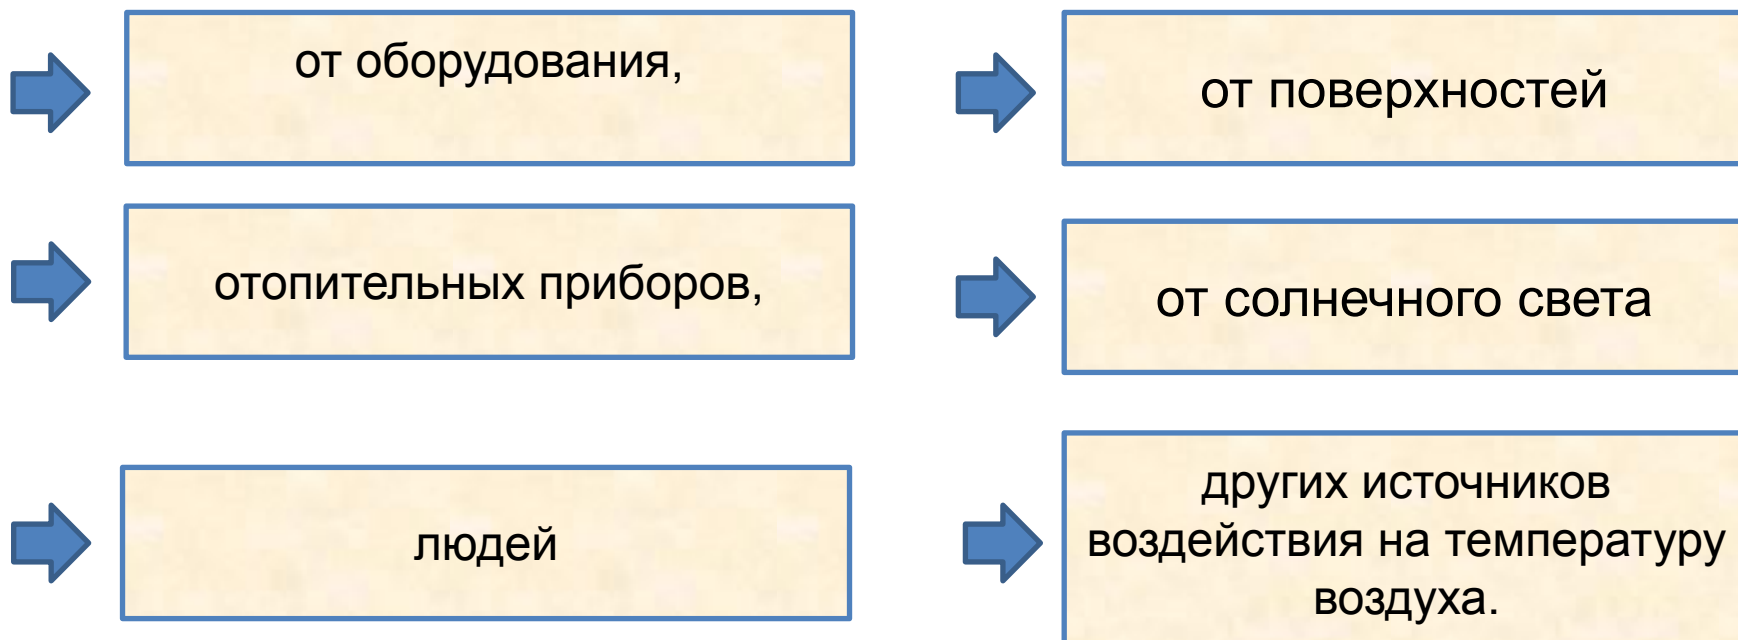 от оборудования,
отопительных приборов,
людей
от поверхностей
от солнечного света
других источников
воздействия на температуру
воздуха.